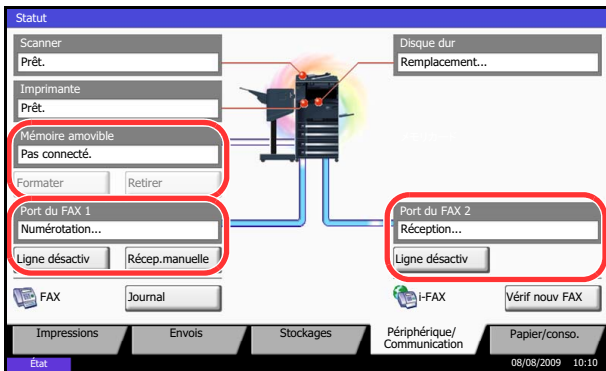 Statut
Scanner
Prêt.
Disque dur
Remplacement...
Imprimante
Prêt.
Mémoire amovible
Pas connecté.
Formater
Retirer
Port du FAX 1
Numérotation...
Ligne désactiv
Récep.manuelle
Port du FAX 2
Réception...
Ligne désactiv
FAX
Journal
i-FAX
Vérif nouv FAX
Impressions
Envois
Stockages
Périphérique/
Communication
Papier/conso.
État
08/08/2009 10:10